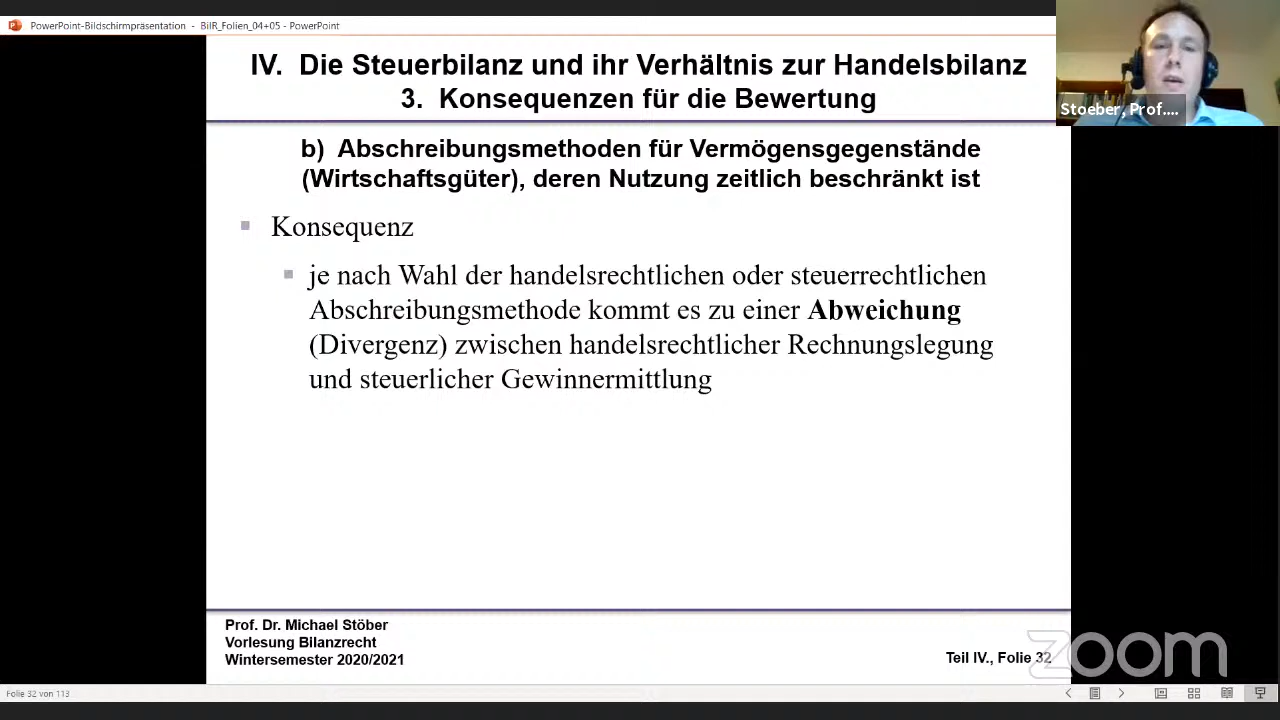 PowerPoint-Bildschirmpräsentation - BilR_Folien_04+05 - PowerPoint
IV. Die Steuerbilanz und ihr Verhältnis zur Handelsbilanz
3. Konsequenzen für die Bewertung
Stoeber, Prof....
b) Abschreibungsmethoden für Vermögensgegenstände
(Wirtschaftsgüter), deren Nutzung zeitlich beschränkt ist
Konsequenz
je nach Wahl der handelsrechtlichen oder steuerrechtlichen
Abschreibungsmethode kommt es zu einer Abweichung
(Divergenz) zwischen handelsrechtlicher Rechnungslegung
und steuerlicher Gewinnermittlung
Prof. Dr. Michael Stöber
Vorlesung Bilanzrecht
Wintersemester 2020/2021
Teil IV., Folie 32
zoom
Folie 32 von 113